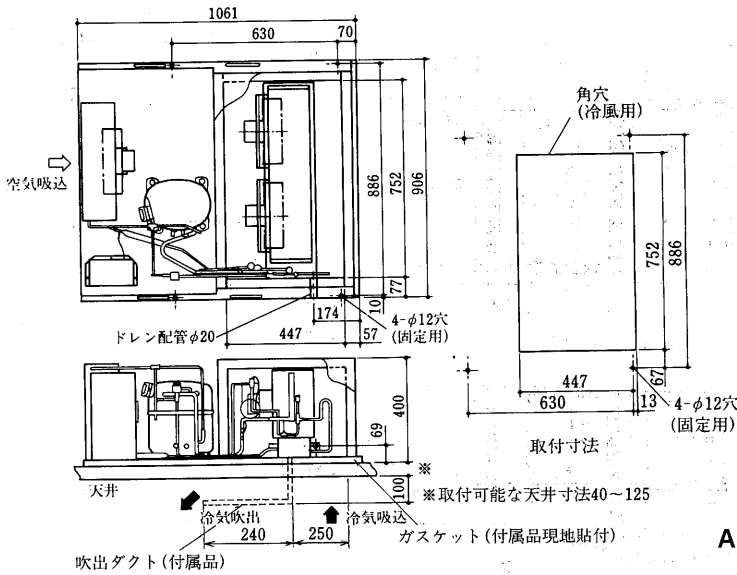 1061
630
70
空気吸込
886
752
906
77
10
174
447
57
ドレン配管φ20
4-φ12穴
(固定用)
角穴
(冷風用)
752
886
67
447
13
630
4-φ12穴
(固定用)
取付寸法
400
69
※
100
天井
※取付可能な天井寸法40～125
冷気吹出
冷気吸込
240
250
ガスケット(付属品現地貼付)
吹出ダクト(付属品)
A